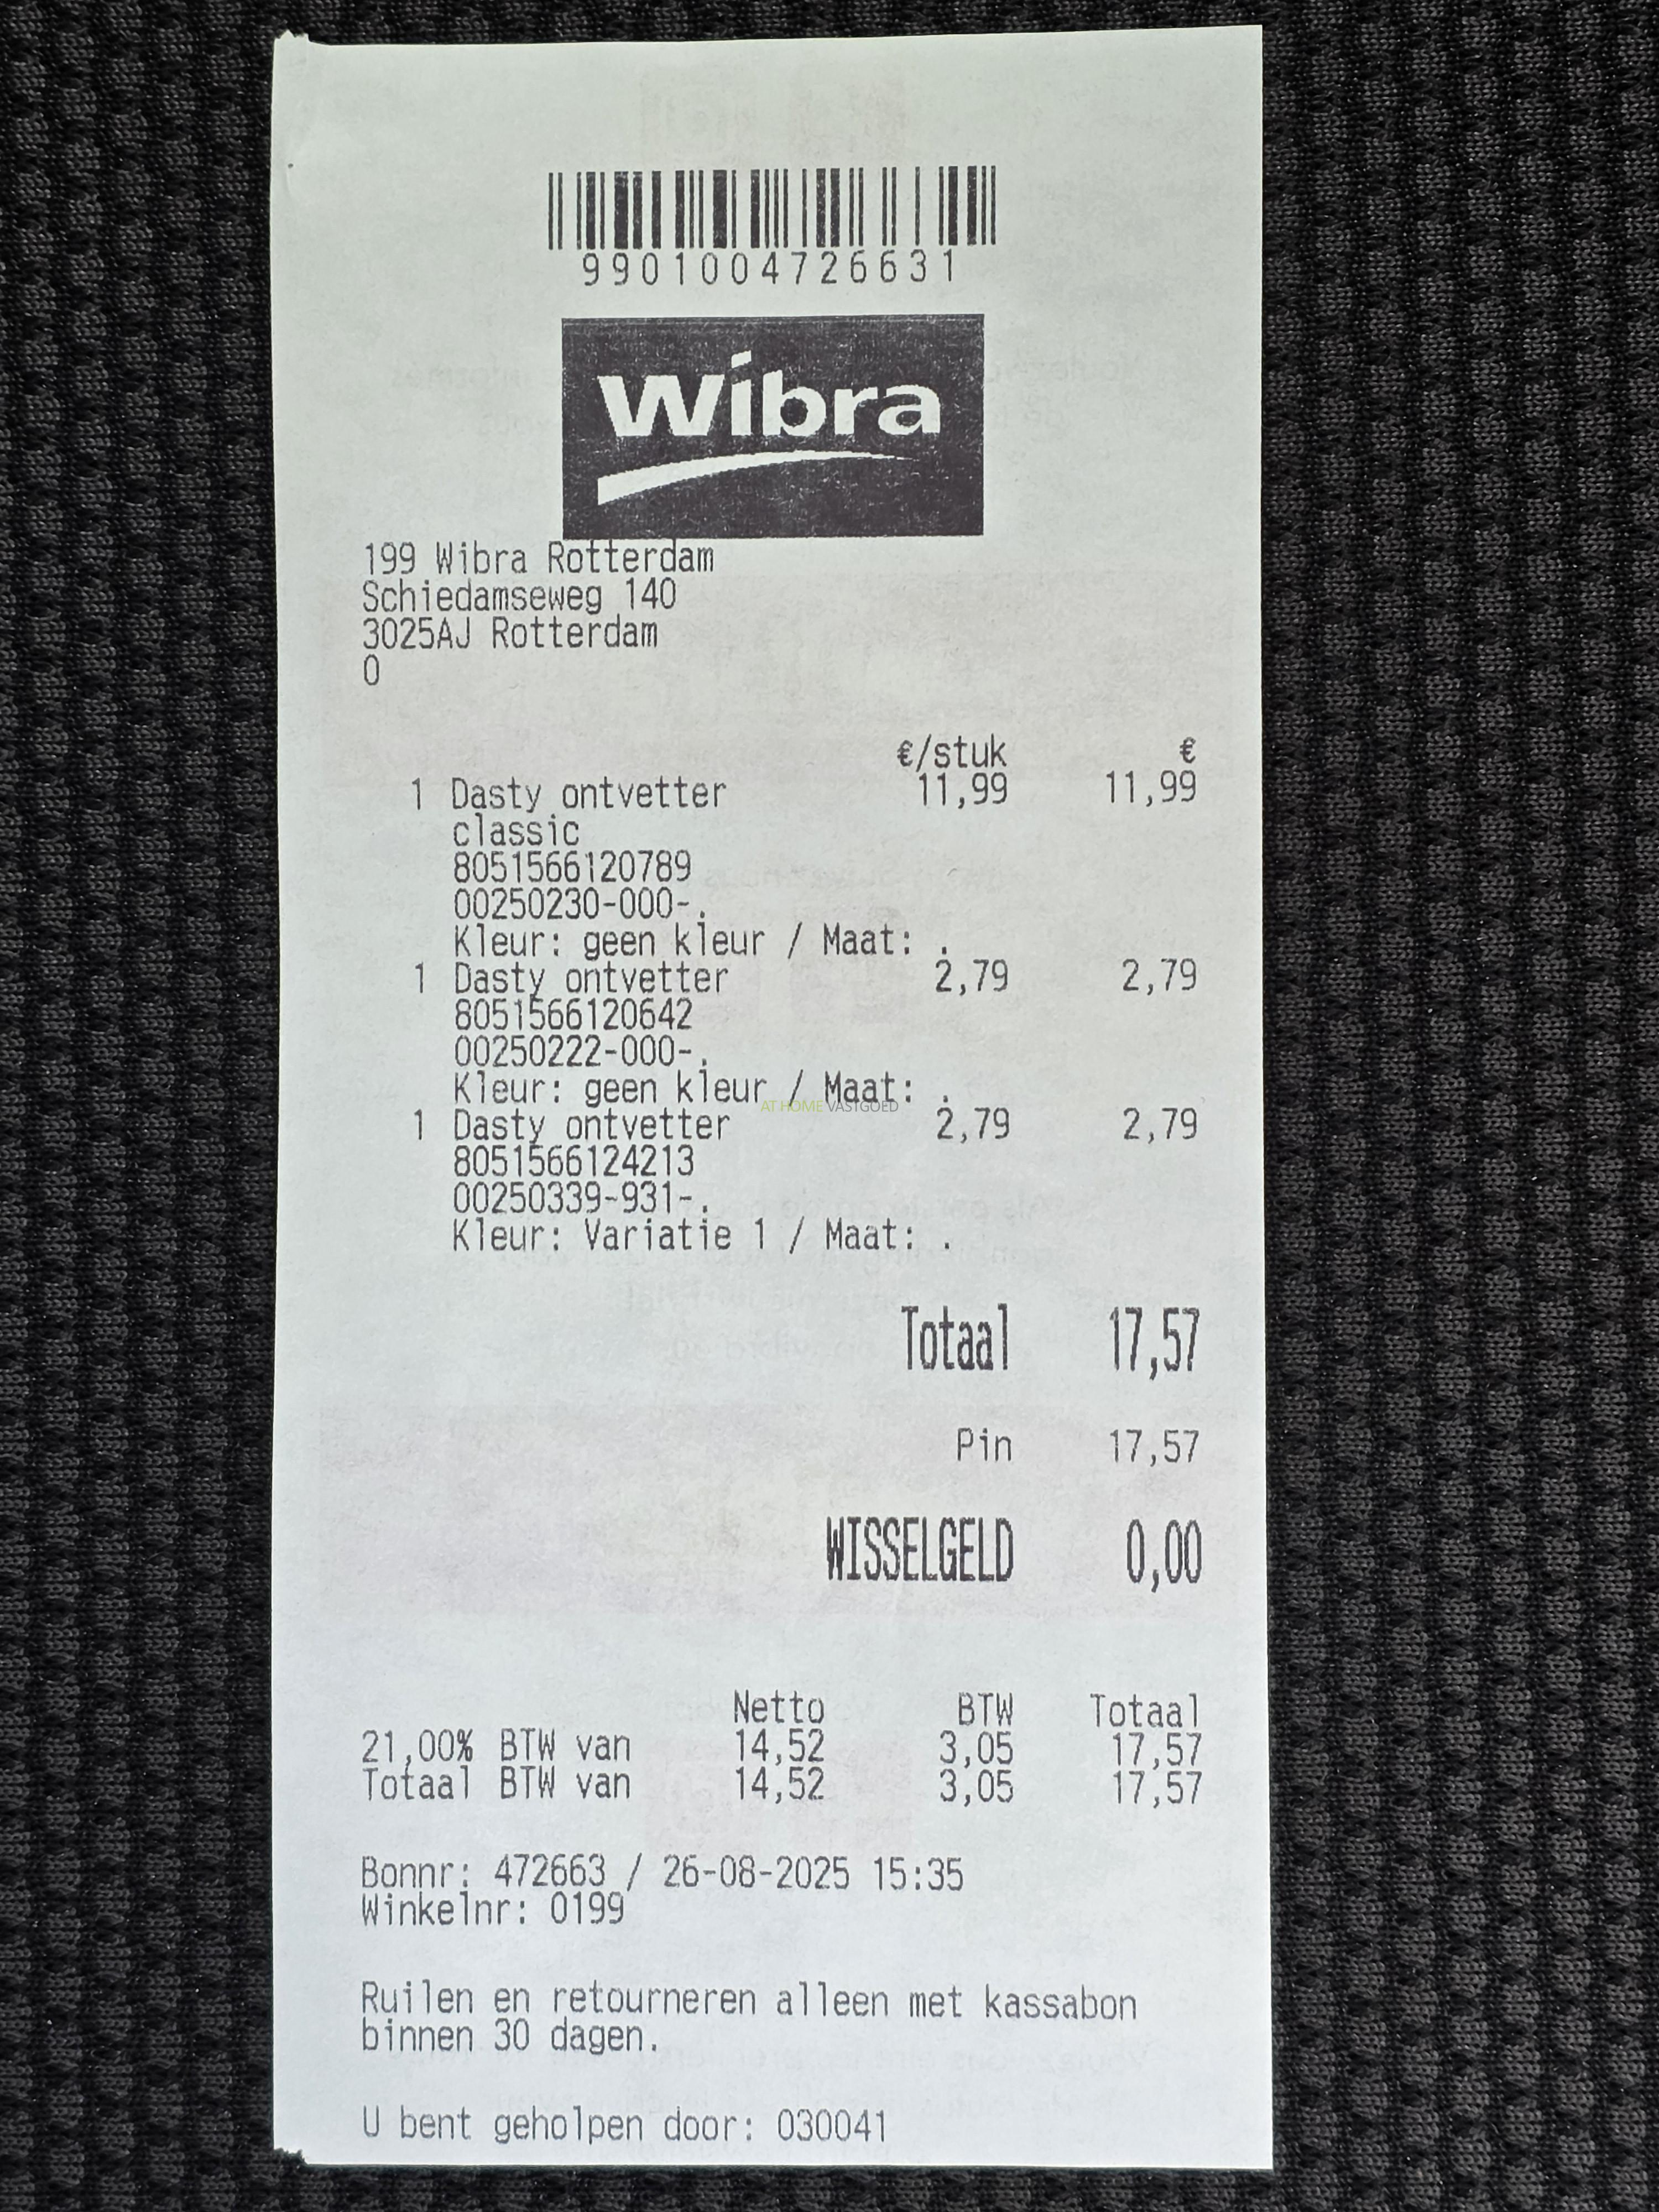 9901004726631
Wibra
199 Wibra Rotterdam
Schiedamseweg 140
3025AJ Rotterdam
0
€/stuk €
1 Dasty ontvetter 11,99 11,99
classic
8051566120789
00250230-000-.
Kleur: geen kleur / Maat: .
1 Dasty ontvetter 2,79 2,79
8051566120642
00250222-000-.
Kleur: geen kleur / Maat: .
AT HOME VASTGOED
1 Dasty ontvetter 2,79 2,79
8051566124213
00250339-931-.
Kleur: Variatie 1 / Maat: .
Totaal 17,57
Pin 17,57
WISSELGELD 0,00
Netto BTW Totaal
21,00% BTW van 14,52 3,05 17,57
Totaal BTW van 14,52 3,05 17,57
Bonnr: 472663 / 26-08-2025 15:35
Winkelnr: 0199
Ruilen en retourneren alleen met kassabon
binnen 30 dagen.
U bent geholpen door: 030041